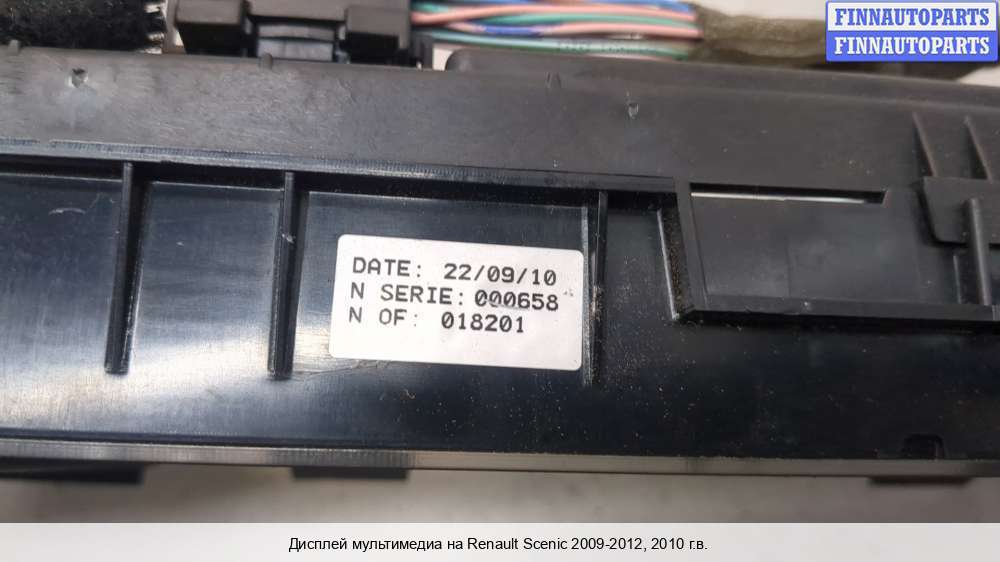 FINNAUTOPARTS
FINNAUTOPARTS
DATE: 22/09/10
N SERIE: 000658
N OF: 018201
Дисплей мультимедиа на Renault Scenic 2009-2012, 2010 г.в.